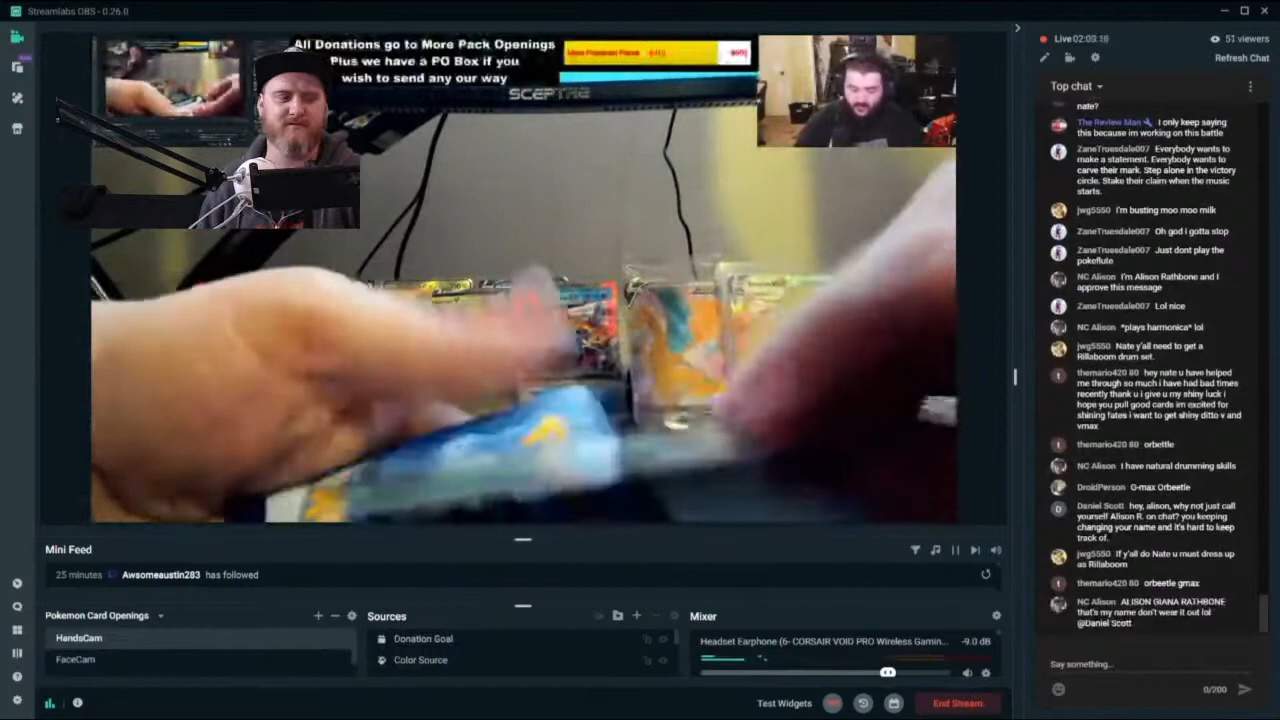 Streamlabs OBS - 0.26.0
All Donations go to More Pack Openings
Plus we have a PO Box if you
wish to send any our way
SCEPTRE
Live 02:03:16
51 viewers
Refresh Chat
Top chat
nate?
The Review Man I only keep saying
this because im working on this battle
ZaneTruesdale007 Everybody wants to
make a statement. Everybody wants to
carve their mark. Step alone in the victory
circle. Stake their claim when the music
starts.
jwg5550 I'm busting moo moo milk
ZaneTruesdale007 Oh god i gotta stop
ZaneTruesdale007 Just dont play the
pokeflute
NC Alison I'm Alison Rathbone and I
approve this message
ZaneTruesdale007 Lol nice
NC Alison *plays harmonica* lol
jwg5550 Nate y'all need to get a
Rillaboom drum set.
themario420 80 hey nate u have helped
me through so much i have had bad times
recently thank u i give u my shiny luck i
hope you pull good cards im excited for
shining fates i want to get shiny ditto v and
vmax
themario420 80 orbettle
NC Alison I have natural drumming skills
DroidPerson G-max Orbeetle
Daniel Scott hey, alison, why not just call
yourself Alison R. on chat? you keeping
changing your name and it's hard to keep
track of.
jwg5550 If y'all do Nate u must dress up
as Rillaboom
themario420 80 orbeetle gmax
NC Alison ALISON GIANA RATHBONE
that's my name don't wear it out lol
@Daniel Scott
Say something...
0/200
Mini Feed
25 minutes Awsomeaustin283 has followed
Pokemon Card Openings
HandsCam
FaceCam
Sources
Donation Goal
Color Source
Mixer
Headset Earphone (6- CORSAIR VOID PRO Wireless Gamin... -9.0 dB
Test Widgets
End Stream